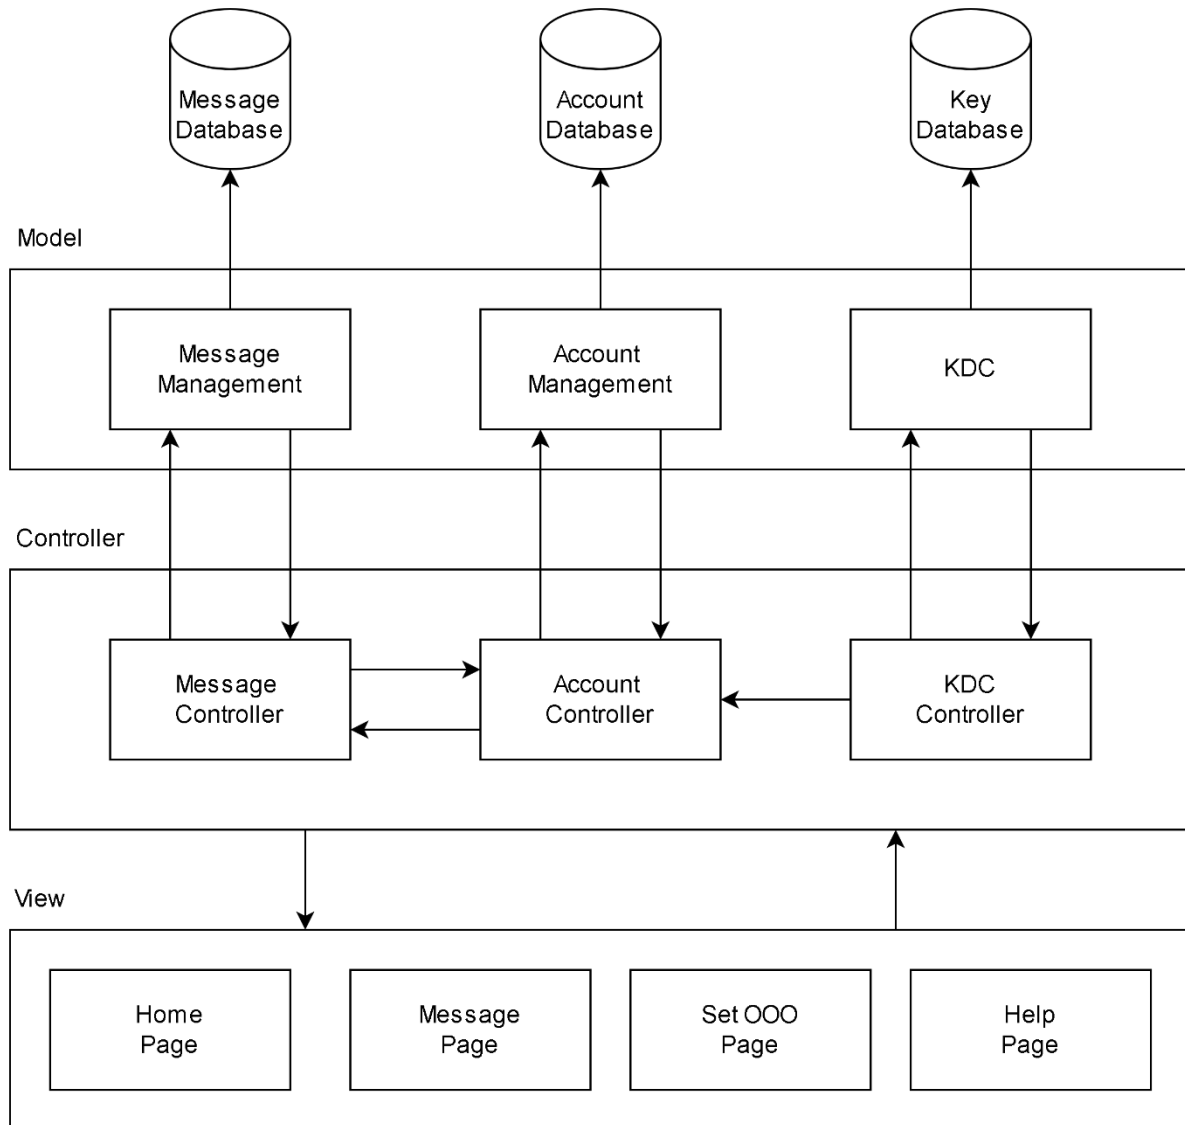 Message
Database
Account
Database
Key
Database
Model
Message
Management
Account
Management
KDC
Controller
Message
Controller
Account
Controller
KDC
Controller
View
Home
Page
Message
Page
Set OOO
Page
Help
Page